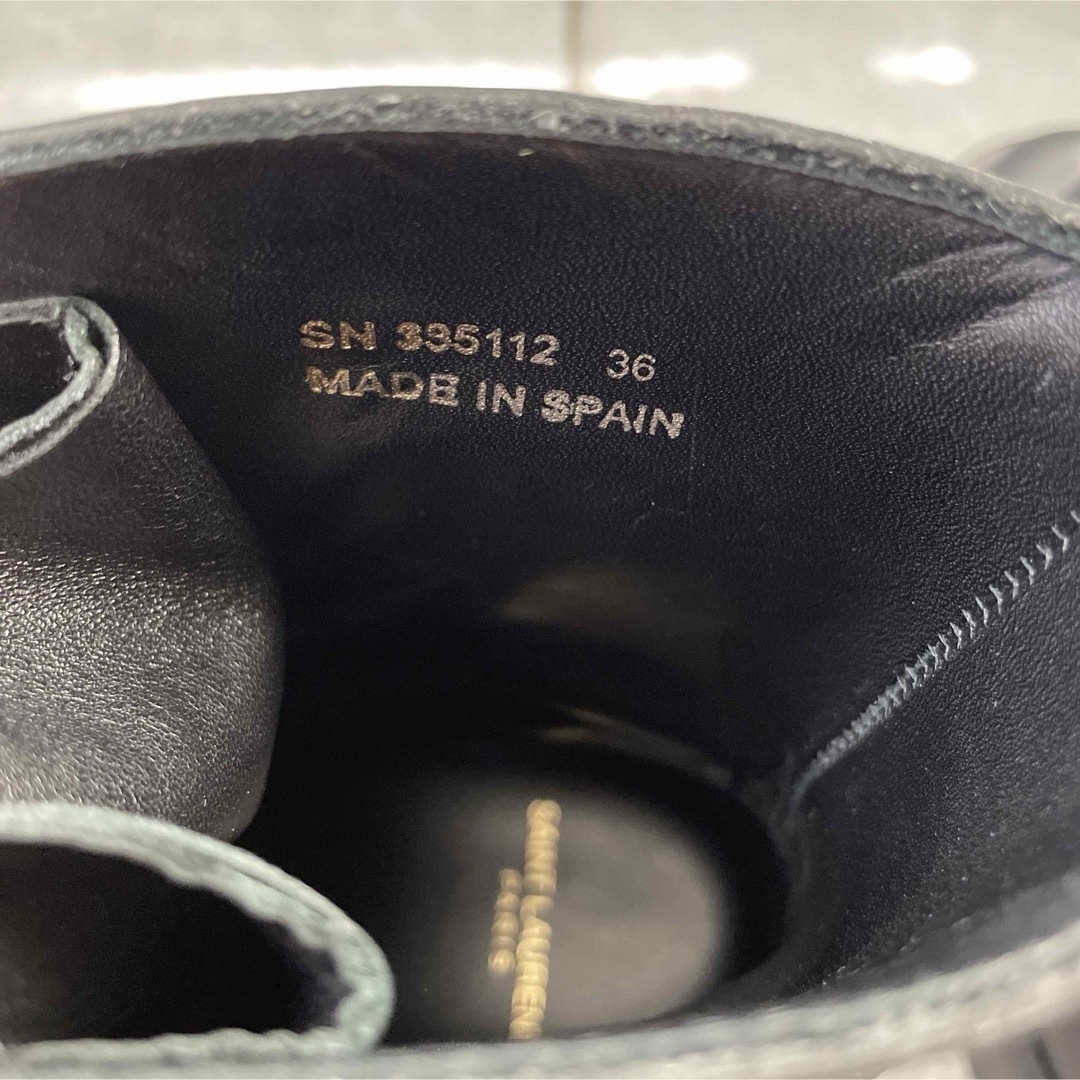 SN 335112 36
MADE IN SPAIN
SAINT LAURENT
PARIS